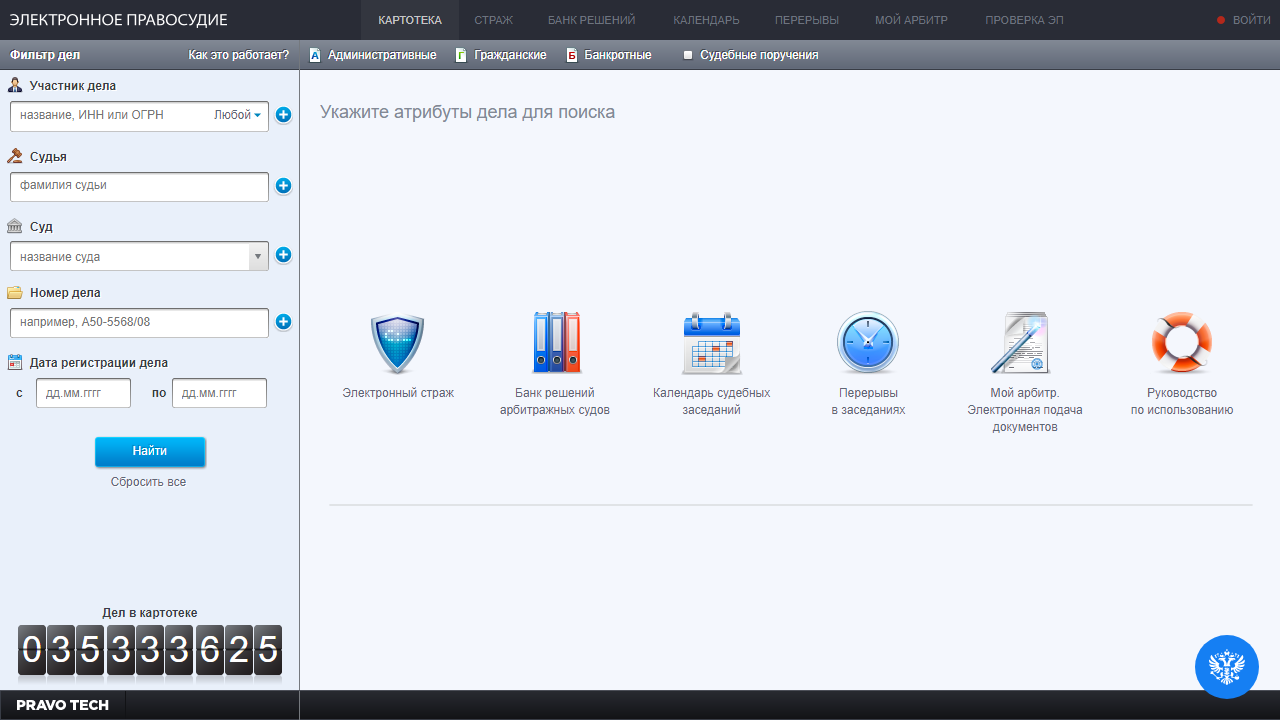 ЭЛЕКТРОННОЕ ПРАВОСУДИЕ
КАРТОТЕКА СТРАЖ БАНК РЕШЕНИЙ КАЛЕНДАРЬ ПЕРЕРЫВЫ МОЙ АРБИТР ПРОВЕРКА ЭП ВОЙТИ
Фильтр дел Как это работает?
А Административные Г Гражданские Б Банкротные Судебные поручения
Участник дела
название, ИНН или ОГРН Любой
Судья
фамилия судьи
Суд
название суда
Номер дела
например, А50-5568/08
Дата регистрации дела
с дд.мм.гггг по дд.мм.гггг
Найти
Сбросить все
Дел в картотеке
035333625
PRAVO TECH
Укажите атрибуты дела для поиска
Электронный страж
Банк решений
арбитражных судов
Календарь судебных
заседаний
Перерывы
в заседаниях
Мой арбитр.
Электронная подача
документов
Руководство
по использованию